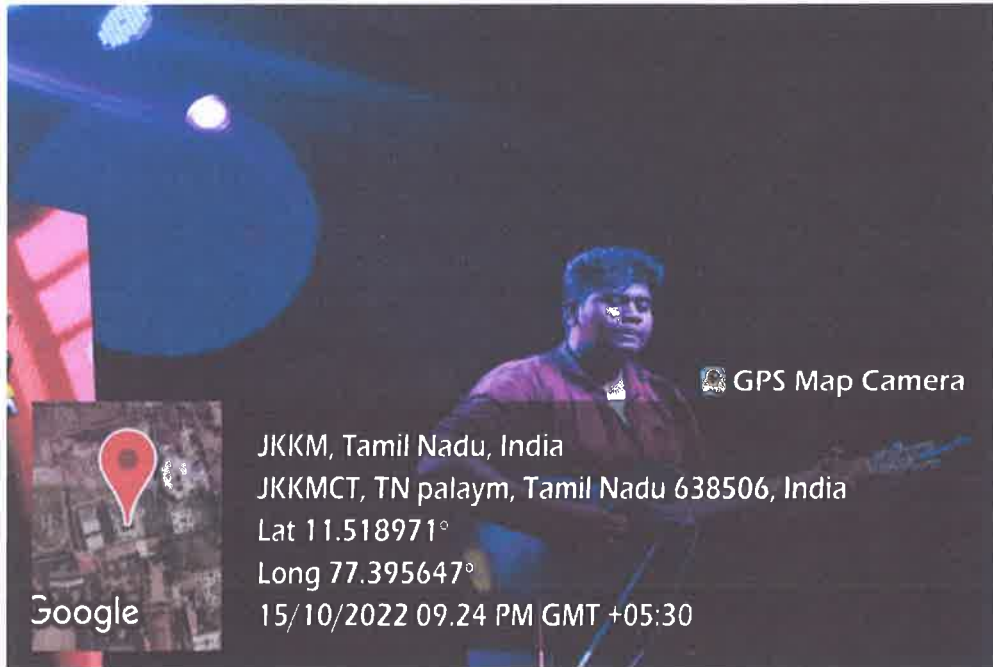 GPS Map Camera
JKKM, Tamil Nadu, India
JKKMCT, TN palaym, Tamil Nadu 638506, India
Lat 11.518971°
Long 77.395647°
15/10/2022 09.24 PM GMT +05:30
Google